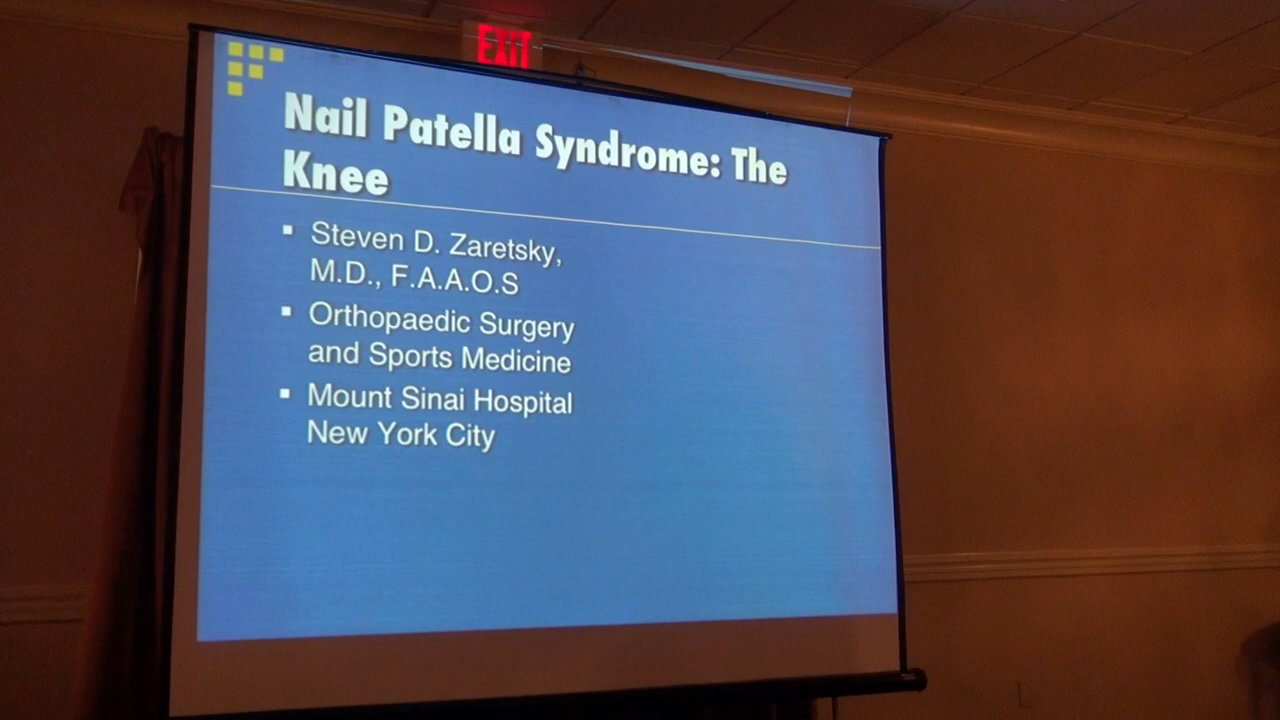 EXIT
Nail Patella Syndrome: The
Knee
Steven D. Zaretsky,
M.D., F.A.A.O.S
Orthopaedic Surgery
and Sports Medicine
Mount Sinai Hospital
New York City